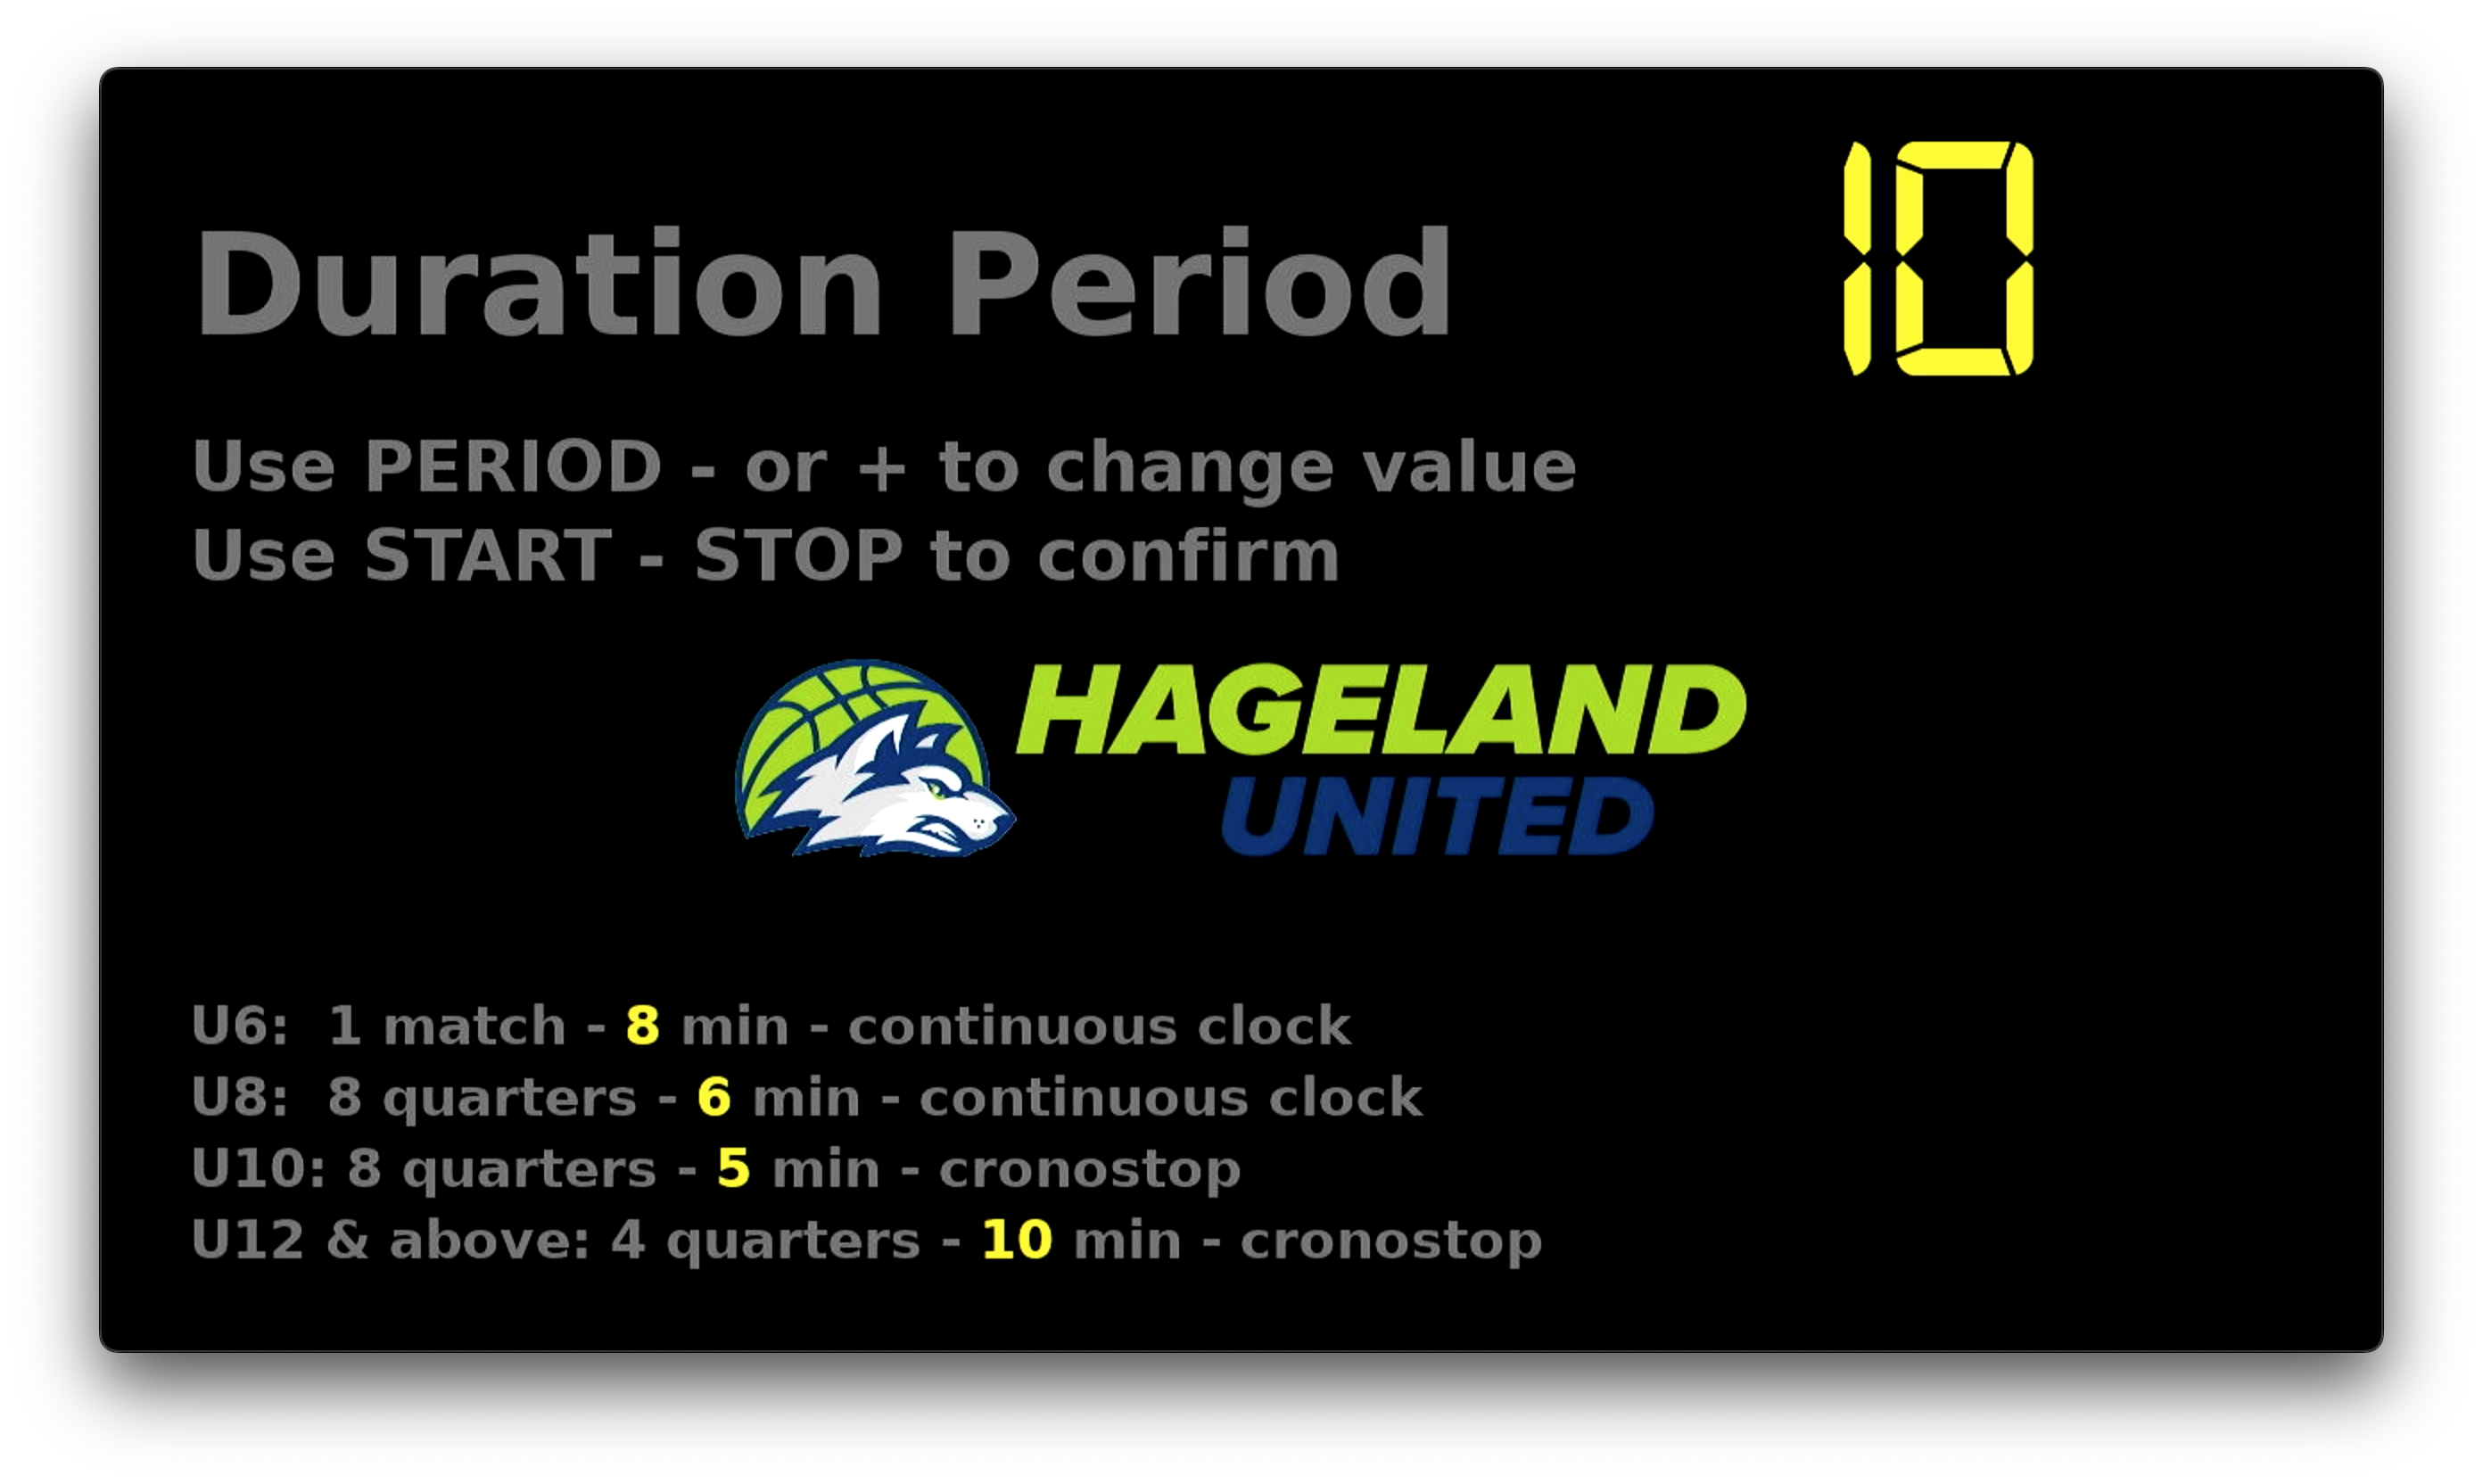 Duration Period 10
Use PERIOD - or + to change value
Use START - STOP to confirm
HAGELAND
UNITED
U6: 1 match - 8 min - continuous clock
U8: 8 quarters - 6 min - continuous clock
U10: 8 quarters - 5 min - cronostop
U12 & above: 4 quarters - 10 min - cronostop